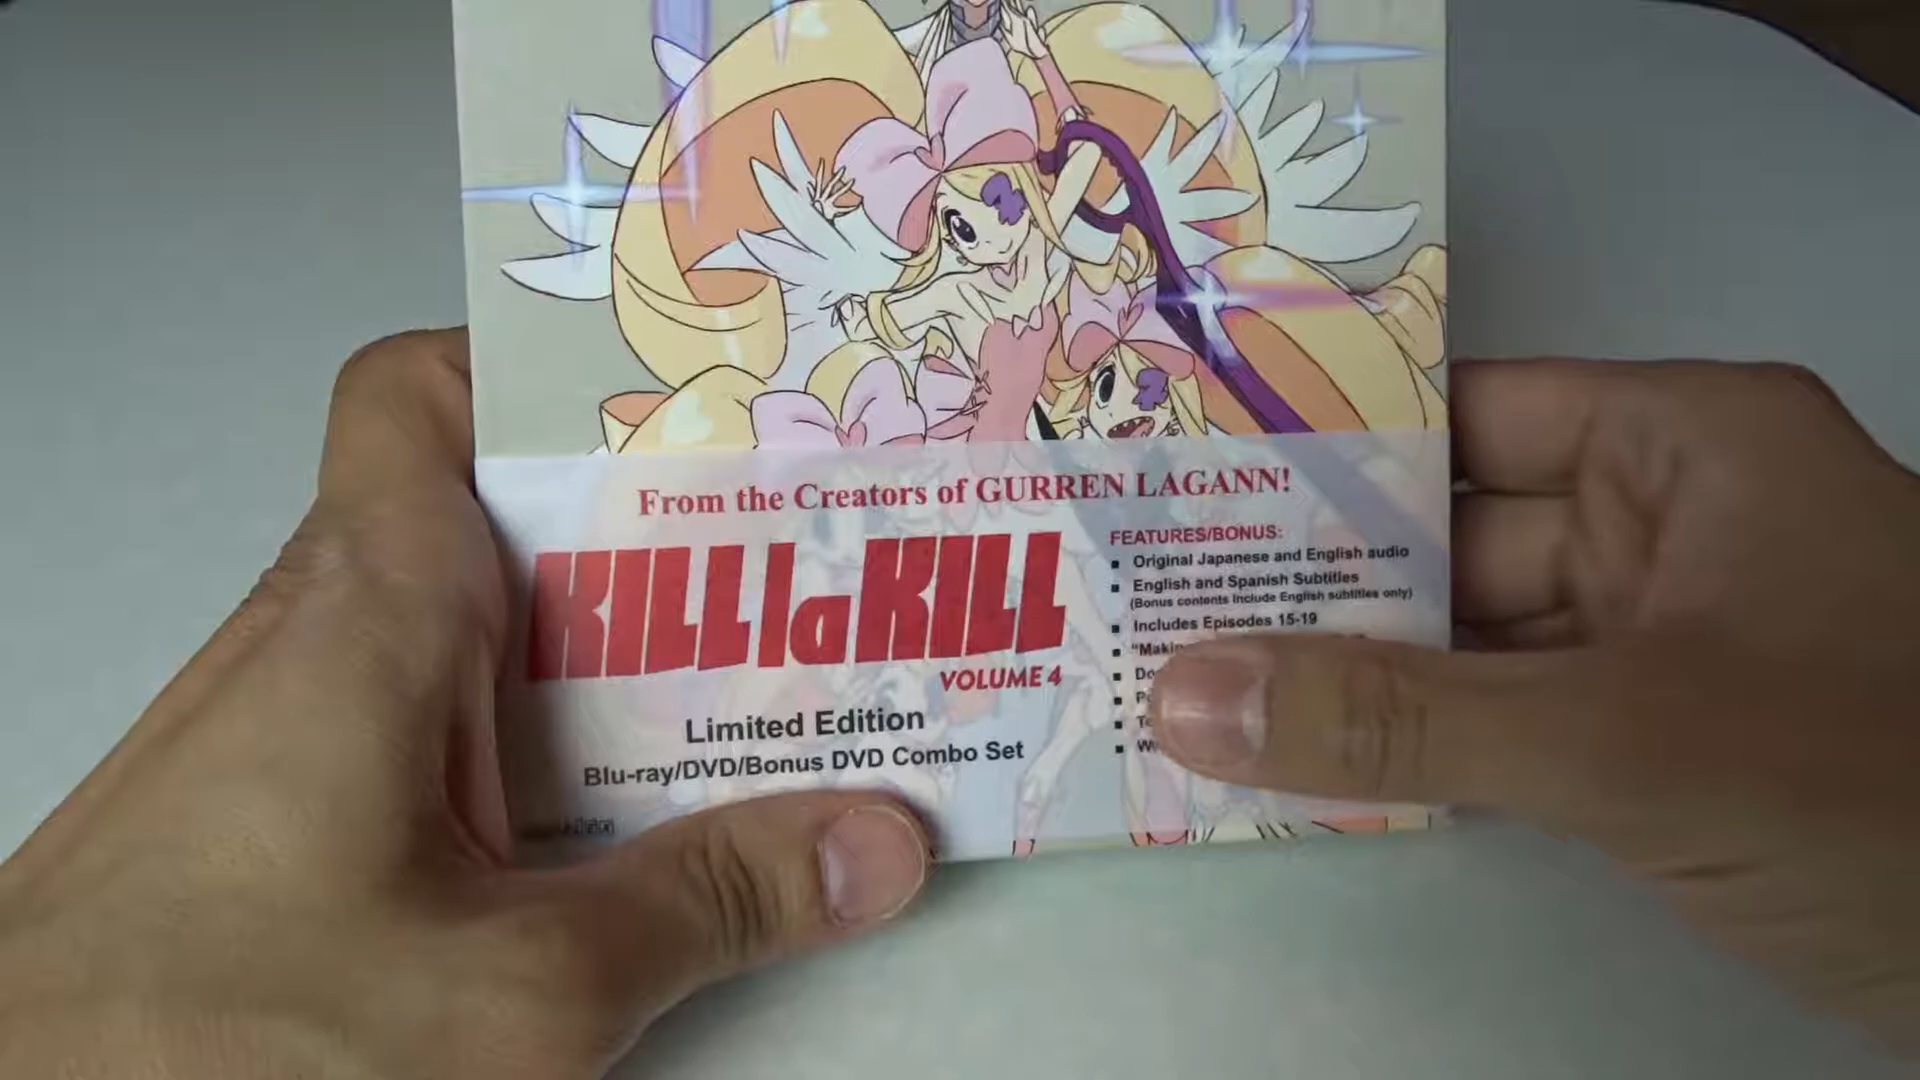 From the Creators of GURREN LAGANN!
KILL la KILL
VOLUME 4
Limited Edition
Blu-ray/DVD/Bonus DVD Combo Set
FEATURES/BONUS:
Original Japanese and English audio
English and Spanish Subtitles
(Bonus contents include English subtitles only)
Includes Episodes 15-19